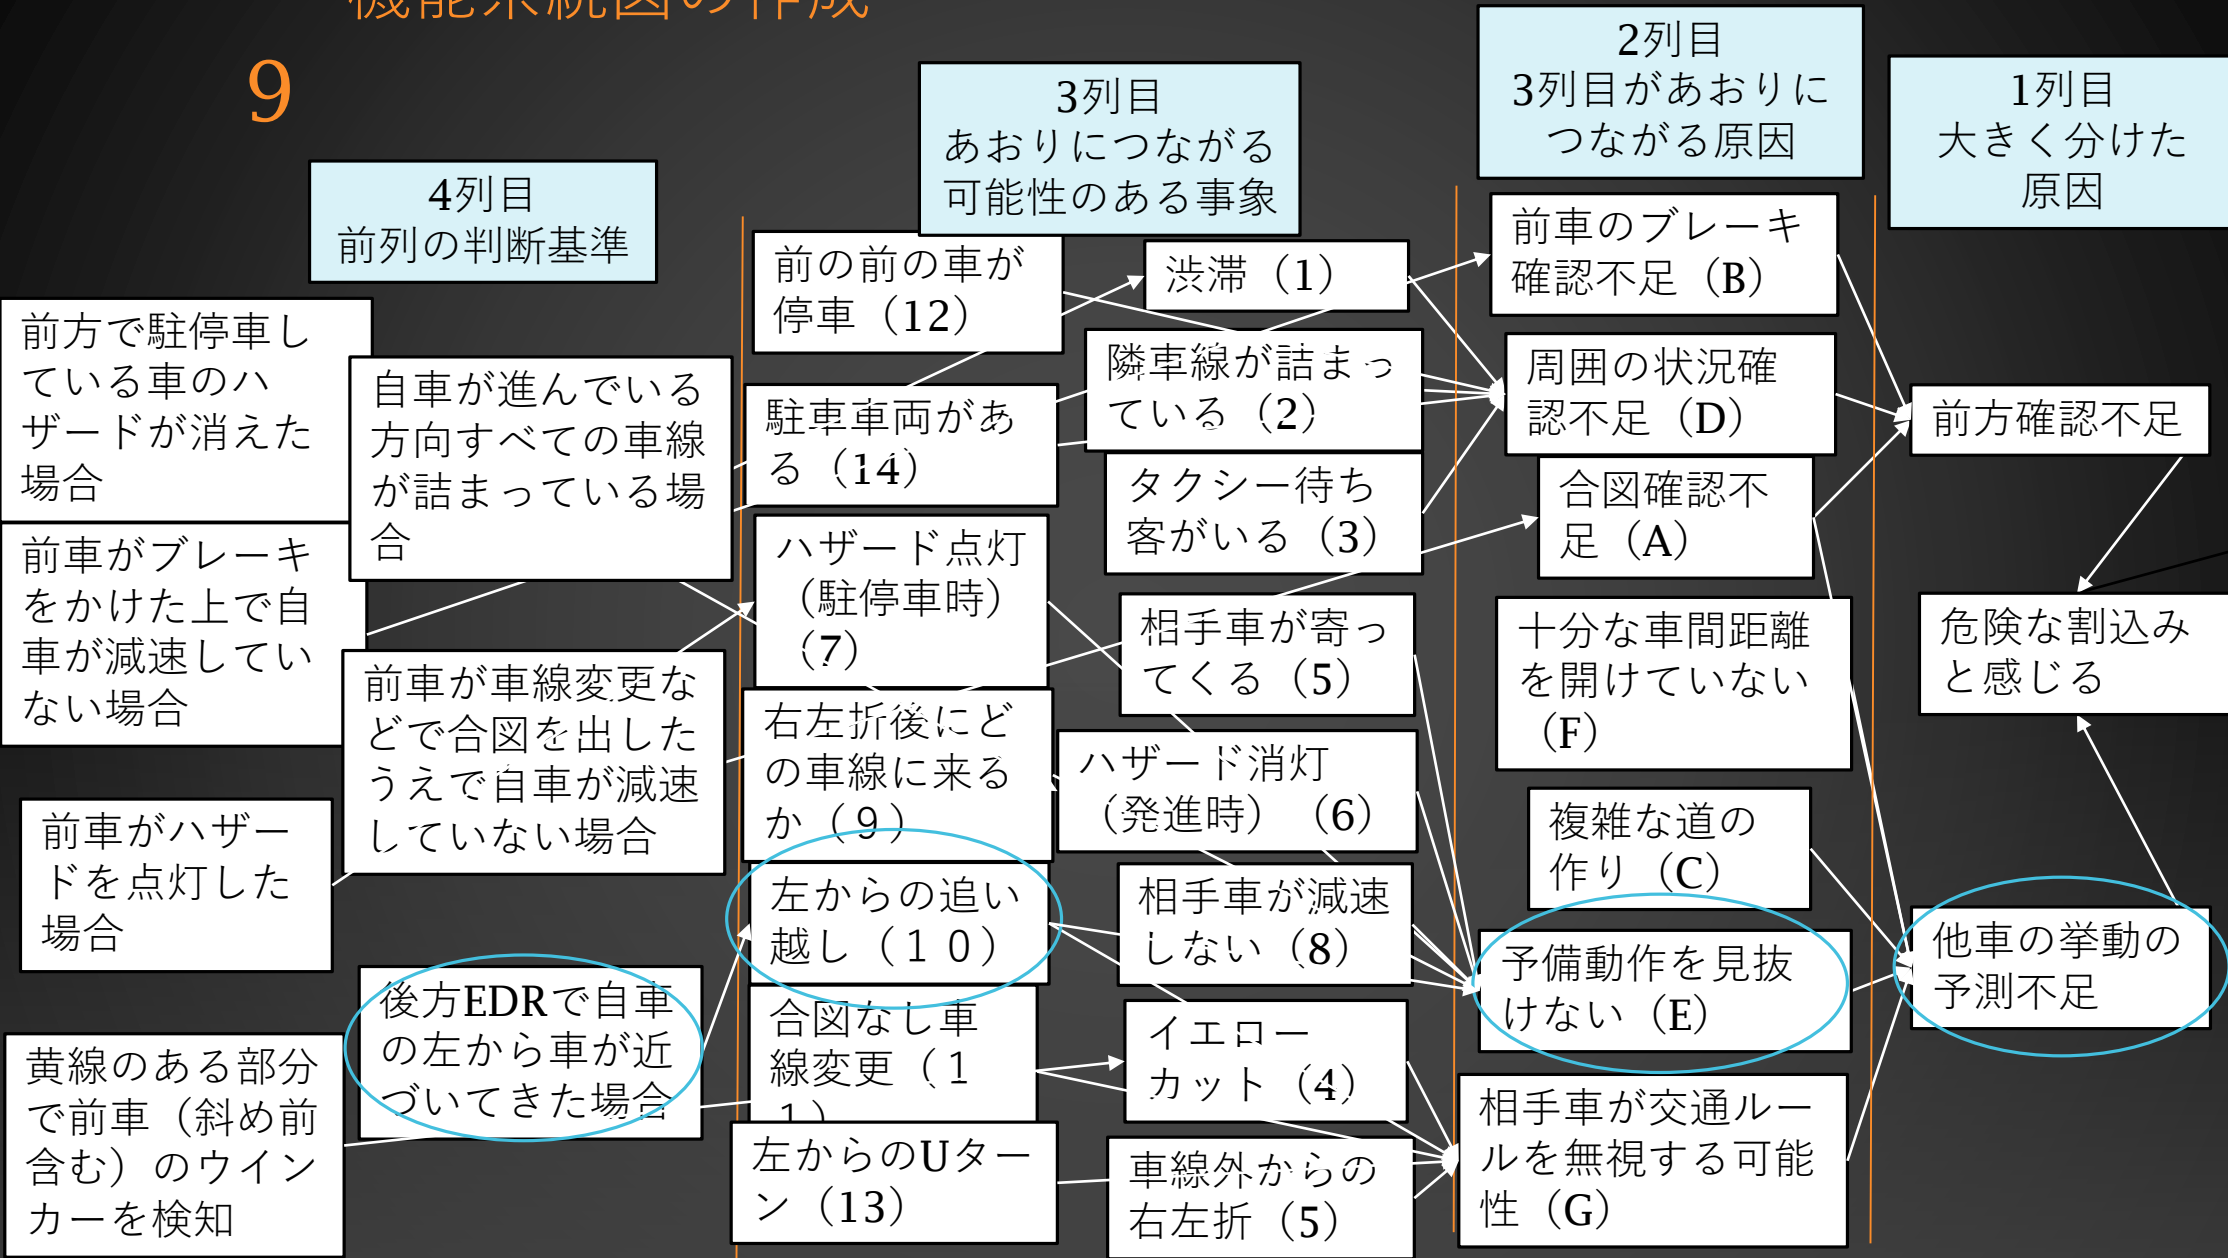 機能系統図の作成
9
4列目
前列の判断基準
3列目
あおりにつながる
可能性のある事象
2列目
3列目があおりに
つながる原因
1列目
大きく分けた
原因
前方で駐停車し
ている車のハ
ザードが消えた
場合
前車がブレーキ
をかけた上で自
車が減速してい
ない場合
前車がハザー
ドを点灯した
場合
黄線のある部分
で前車（斜め前
含む）のウイン
カーを検知
自車が進んでいる
方向すべての車線
が詰まっている場
合
前車が車線変更な
どで合図を出した
うえで自車が減速
していない場合
後方EDRで自車
の左から車が近
づいてきた場合
前の前の車が
停車（12）
駐車車両があ
る（14）
ハザード点灯
（駐停車時）
（7）
右左折後にど
の車線に来る
か（９）
左からの追い
越し（１０）
合図なし車
線変更（１
１）
左からのUター
ン（13）
渋滞（1）
隣車線が詰まっ
ている（2）
タクシー待ち
客がいる（3）
相手車が寄っ
てくる（5）
ハザード消灯
（発進時）（6）
相手車が減速
しない（8）
イエロー
カット（4）
車線外からの
右左折（5）
前車のブレーキ
確認不足（B）
周囲の状況確
認不足（D）
合図確認不
足（A）
十分な車間距離
を開けていない
（F）
複雑な道の
作り（C）
予備動作を見抜
けない（E）
相手車が交通ルー
ルを無視する可能
性（G）
前方確認不足
危険な割込み
と感じる
他車の挙動の
予測不足